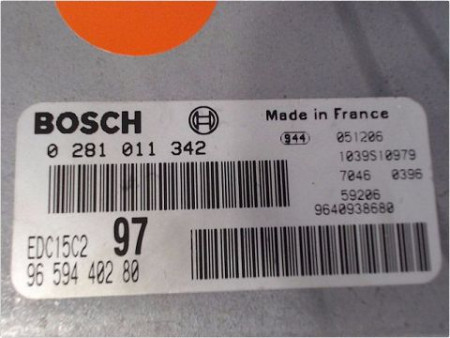 BOSCH
Made in France
0 281 011 342
944
051206
1039S10979
7046 0396
59206
9640938680
EDC15C2 97
96 594 402 80